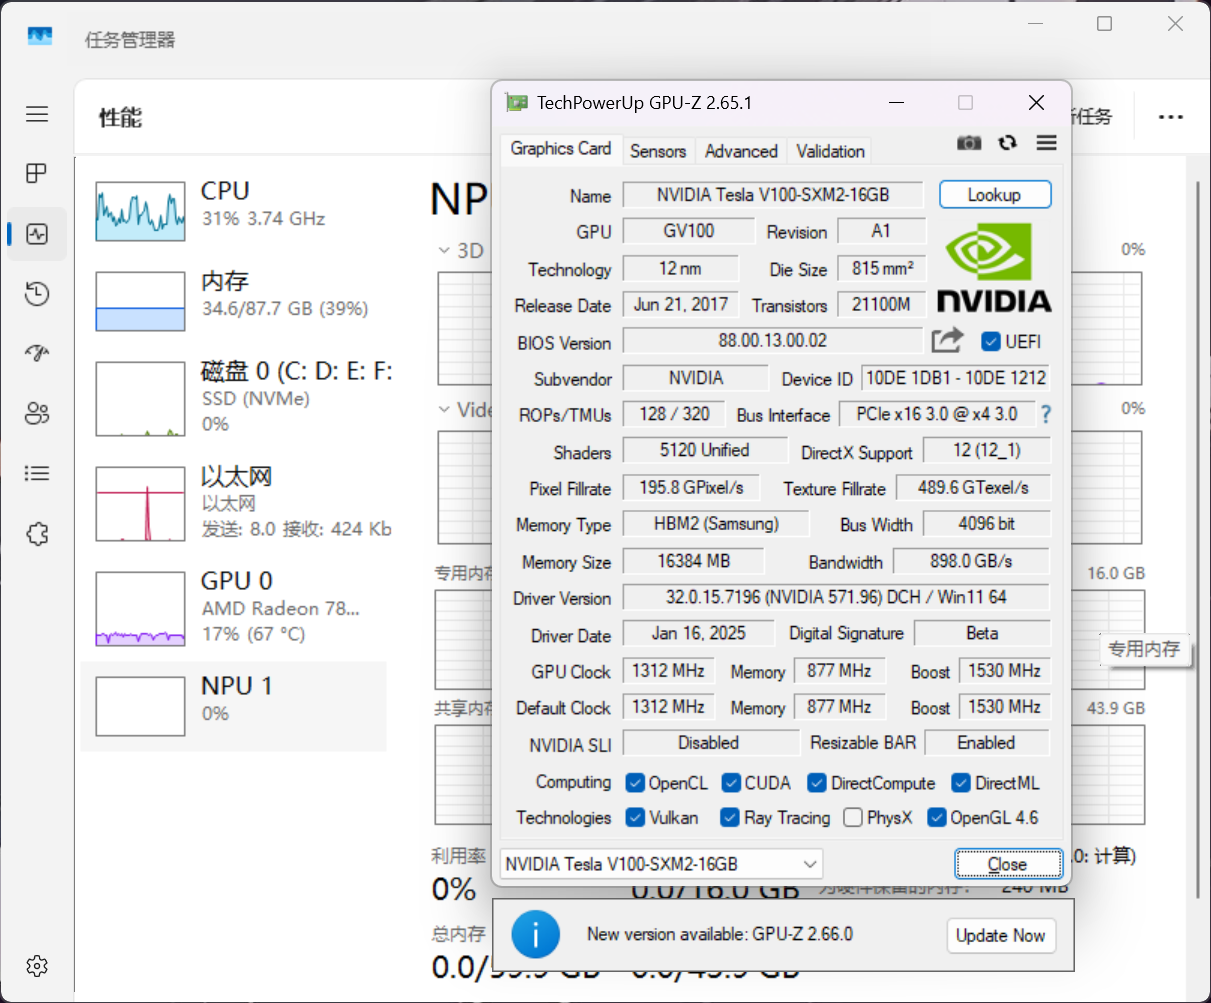 任务管理器
性能
CPU
31% 3.74 GHz
内存
34.6/87.7 GB (39%)
磁盘 0 (C: D: E: F:
SSD (NVMe)
0%
以太网
以太网
发送: 8.0 接收: 424 Kb
GPU 0
AMD Radeon 78...
17% (67 °C)
NPU 1
0%
NP
3D
0%
Vide
0%
专用内存
16.0 GB
专用内存
共享内存
43.9 GB
利用率
0%
0.0/16.0 GB
240 MB
.0: 计算)
总内存
任务
...
TechPowerUp GPU-Z 2.65.1
Graphics Card Sensors Advanced Validation
Name NVIDIA Tesla V100-SXM2-16GB Lookup
GPU GV100 Revision A1
Technology 12 nm Die Size 815 mm²
Release Date Jun 21, 2017 Transistors 21100M
NVIDIA
BIOS Version 88.00.13.00.02 UEFI
Subvendor NVIDIA Device ID 10DE 1DB1 - 10DE 1212
ROPs/TMUs 128 / 320 Bus Interface PCIe x16 3.0 @ x4 3.0 ?
Shaders 5120 Unified DirectX Support 12 (12_1)
Pixel Fillrate 195.8 GPixel/s Texture Fillrate 489.6 GTexel/s
Memory Type HBM2 (Samsung) Bus Width 4096 bit
Memory Size 16384 MB Bandwidth 898.0 GB/s
Driver Version 32.0.15.7196 (NVIDIA 571.96) DCH / Win11 64
Driver Date Jan 16, 2025 Digital Signature Beta
GPU Clock 1312 MHz Memory 877 MHz Boost 1530 MHz
Default Clock 1312 MHz Memory 877 MHz Boost 1530 MHz
NVIDIA SLI Disabled Resizable BAR Enabled
Computing OpenCL CUDA DirectCompute DirectML
Technologies Vulkan Ray Tracing PhysX OpenGL 4.6
NVIDIA Tesla V100-SXM2-16GB Close
New version available: GPU-Z 2.66.0 Update Now